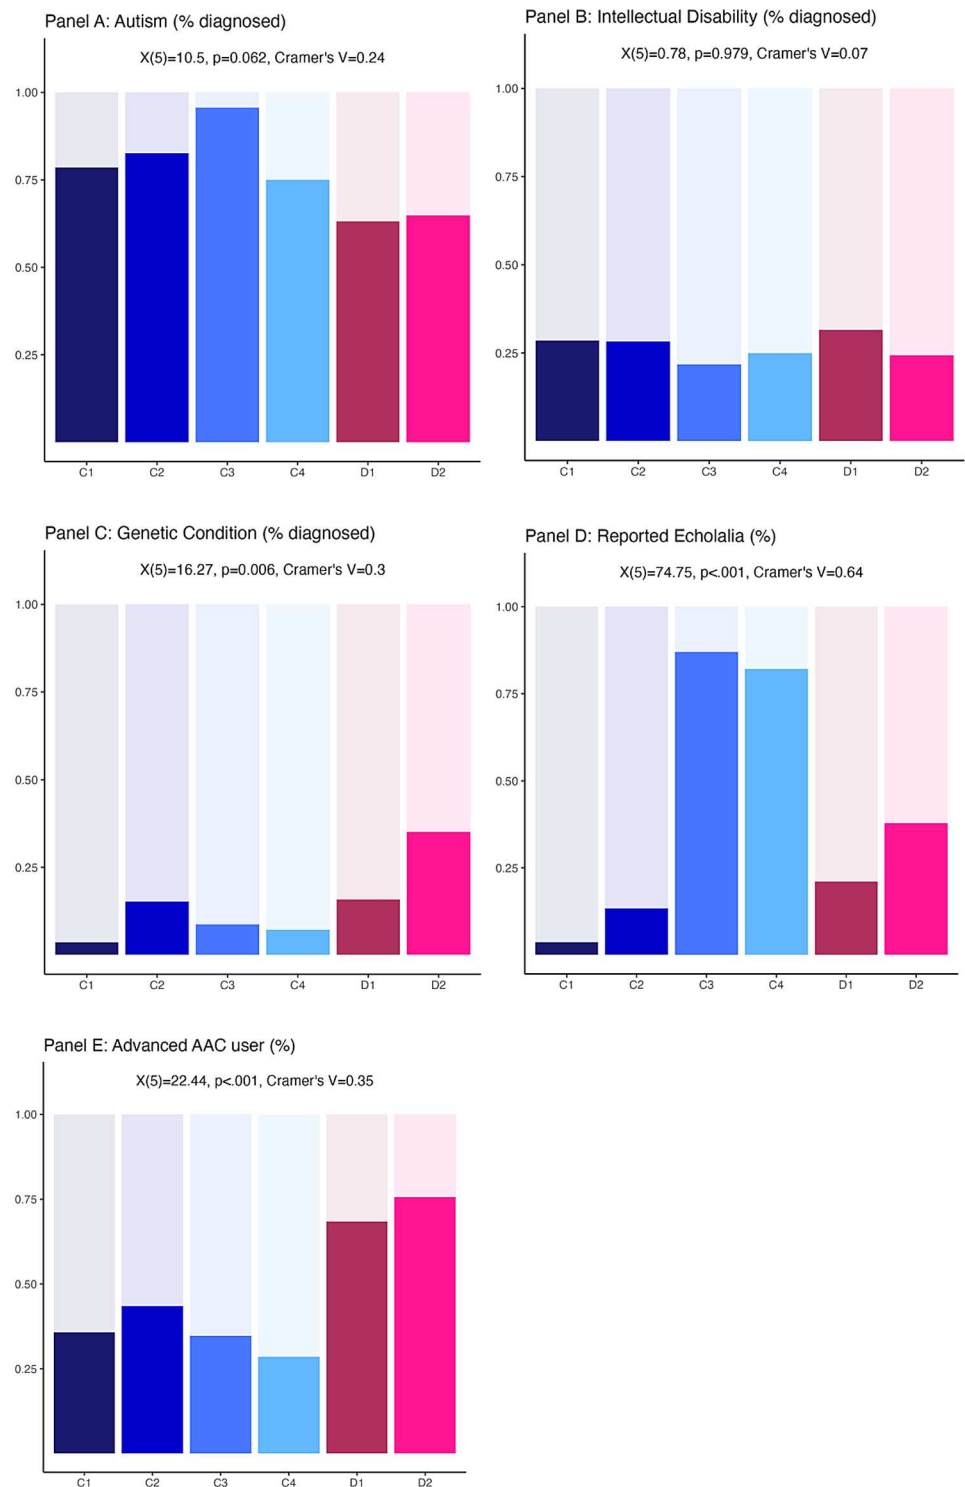 Panel A: Autism (% diagnosed)
X(5)=10.5, p=0.062, Cramer's V=0.24
1.00
0.75
0.50
0.25
C1 C2 C3 C4 D1 D2
Panel B: Intellectual Disability (% diagnosed)
X(5)=0.78, p=0.979, Cramer's V=0.07
1.00
0.75
0.50
0.25
C1 C2 C3 C4 D1 D2
Panel C: Genetic Condition (% diagnosed)
X(5)=16.27, p=0.006, Cramer's V=0.3
1.00
0.75
0.50
0.25
C1 C2 C3 C4 D1 D2
Panel D: Reported Echolalia (%)
X(5)=74.75, p<.001, Cramer's V=0.64
1.00
0.75
0.50
0.25
C1 C2 C3 C4 D1 D2
Panel E: Advanced AAC user (%)
X(5)=22.44, p<.001, Cramer's V=0.35
1.00
0.75
0.50
0.25
C1 C2 C3 C4 D1 D2